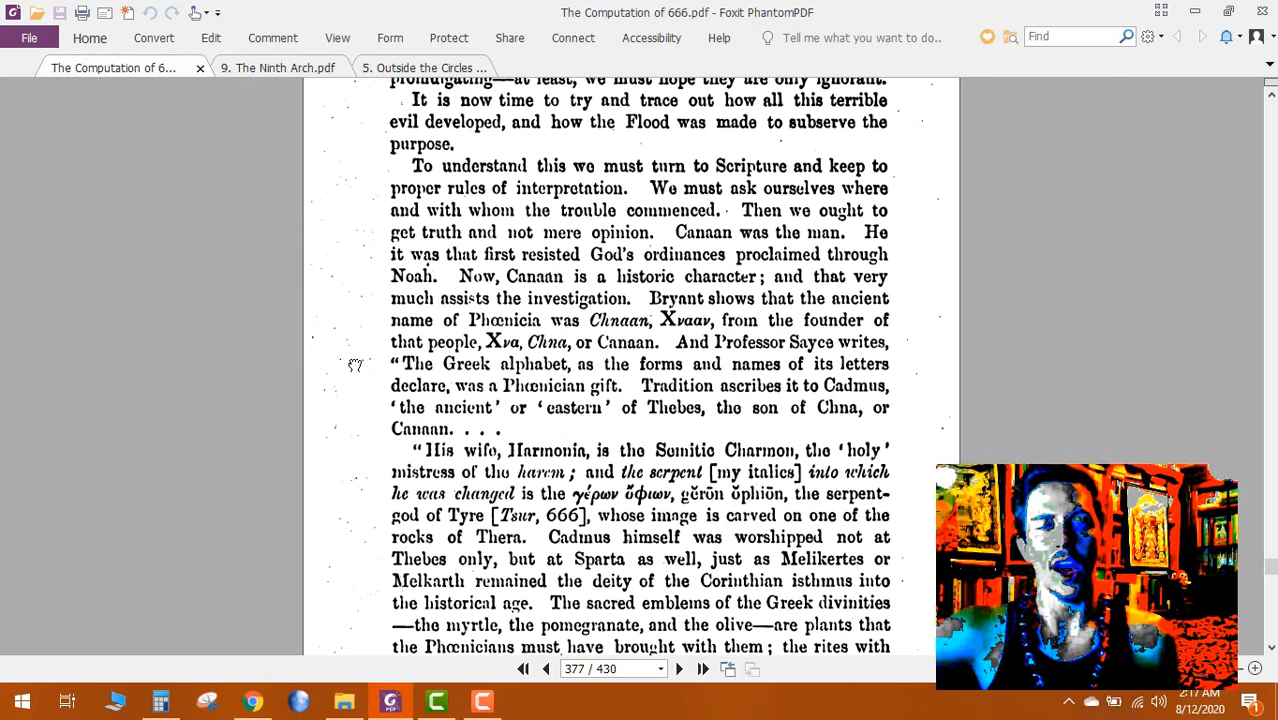 The Computation of 666.pdf - Foxit PhantomPDF
File Home Convert Edit Comment View Form Protect Share Connect Accessibility Help Tell me what you want to do.. Find
The Computation of 6... 9. The Ninth Arch.pdf 5. Outside the Circles ...
promulgating—at least, we must hope they are only ignorant.
It is now time to try and trace out how all this terrible
evil developed, and how the Flood was made to subserve the
purpose.
To understand this we must turn to Scripture and keep to
proper rules of interpretation. We must ask ourselves where
and with whom the trouble commenced. Then we ought to
get truth and not mere opinion. Canaan was the man. He
it was that first resisted God's ordinances proclaimed through
Noah. Now, Canaan is a historic character; and that very
much assists the investigation. Bryant shows that the ancient
name of Phœnicia was Chnaan, Χνααν, from the founder of
that people, Χνα, Chna, or Canaan. And Professor Sayce writes,
"The Greek alphabet, as the forms and names of its letters
declare, was a Phœnician gift. Tradition ascribes it to Cadmus,
'the ancient' or 'eastern' of Thebes, the son of Chna, or
Canaan. . . .
"His wife, Harmonia, is the Semitic Charmon, the 'holy'
mistress of the harem; and the serpent [my italics] into which
he was changed is the γέρων ὄφιων, gĕrōn ŏphiōn, the serpent-
god of Tyre [Tsur, 666], whose image is carved on one of the
rocks of Thera. Cadmus himself was worshipped not at
Thebes only, but at Sparta as well, just as Melikertes or
Melkarth remained the deity of the Corinthian isthmus into
the historical age. The sacred emblems of the Greek divinities
—the myrtle, the pomegranate, and the olive—are plants that
the Phœnicians must have brought with them; the rites with
377 / 430
2:17 AM
8/12/2020